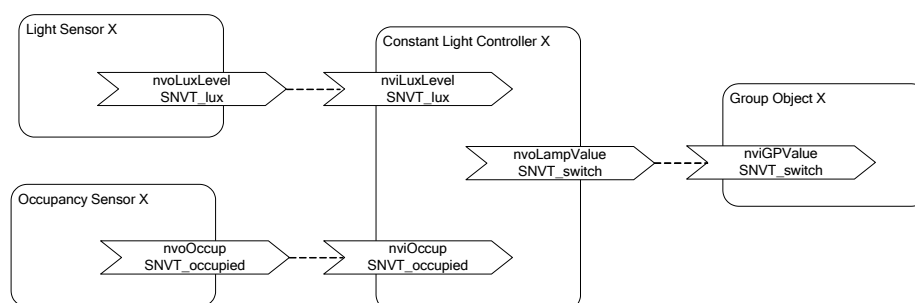 Light Sensor X
nvoLuxLevel
SNVT_lux
Constant Light Controller X
nviLuxLevel
SNVT_lux
Group Object X
nvoLampValue
SNVT_switch
nviGPValue
SNVT_switch
Occupancy Sensor X
nvoOccup
SNVT_occupied
nviOccup
SNVT_occupied